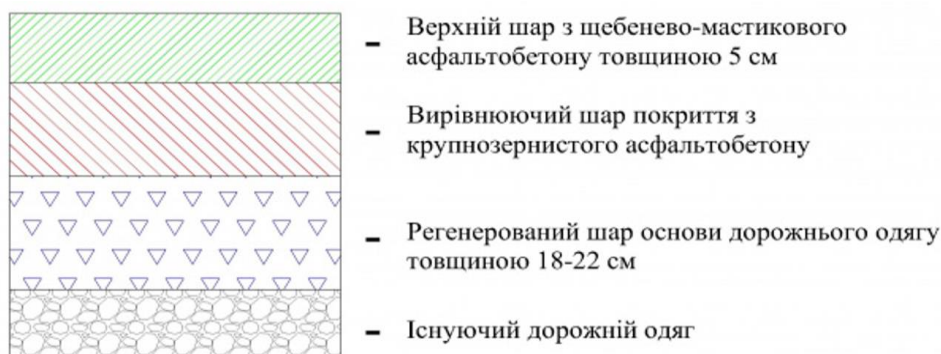 - Верхній шар з щебенево-мастикового
асфальтобетону товщиною 5 см
- Вирівнюючий шар покриття з
крупнозернистого асфальтобетону
- Регенерований шар основи дорожнього одягу
товщиною 18-22 см
- Існуючий дорожній одяг